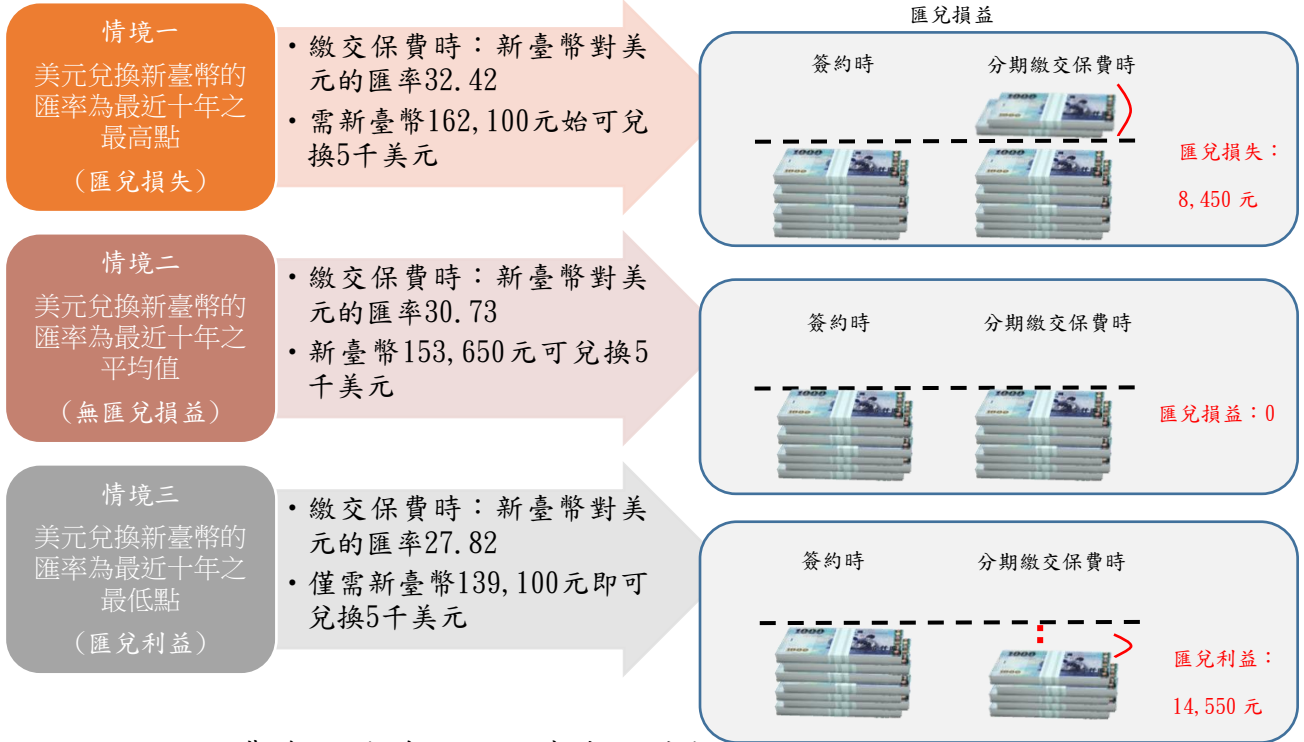 匯兌損益
情境一
美元兌換新臺幣的
匯率為最近十年之
最高點
(匯兌損失)
•繳交保費時：新臺幣對美
元的匯率32.42
•需新臺幣162,100元始可兌
換5千美元
簽約時
分期繳交保費時
匯兌損失：
8,450 元
情境二
美元兌換新臺幣的
匯率為最近十年之
平均值
(無匯兌損益)
•繳交保費時：新臺幣對美
元的匯率30.73
•新臺幣153,650元可兌換5
千美元
簽約時
分期繳交保費時
匯兌損益：0
情境三
美元兌換新臺幣的
匯率為最近十年之
最低點
(匯兌利益)
•繳交保費時：新臺幣對美
元的匯率27.82
•僅需新臺幣139,100元即可
兌換5千美元
簽約時
分期繳交保費時
匯兌利益：
14,550 元